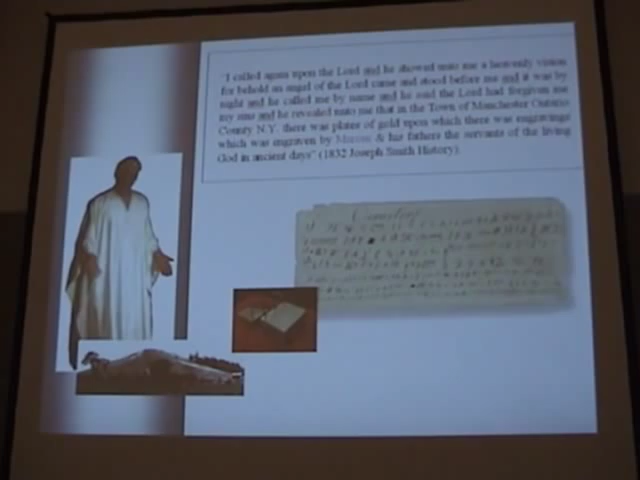 "I called again upon the Lord and he showed unto me a heavenly vision
for behold an angel of the Lord came and stood before me and it was by
night and he called me by name and he said the Lord had forgiven me
my sins and he revealed unto me that in the Town of Manchester Ontario
County N.Y. there was plates of gold upon which there was engravings
which was engraven by Maroni & his fathers the servants of the living
God in ancient days" (1832 Joseph Smith History).
Caractors